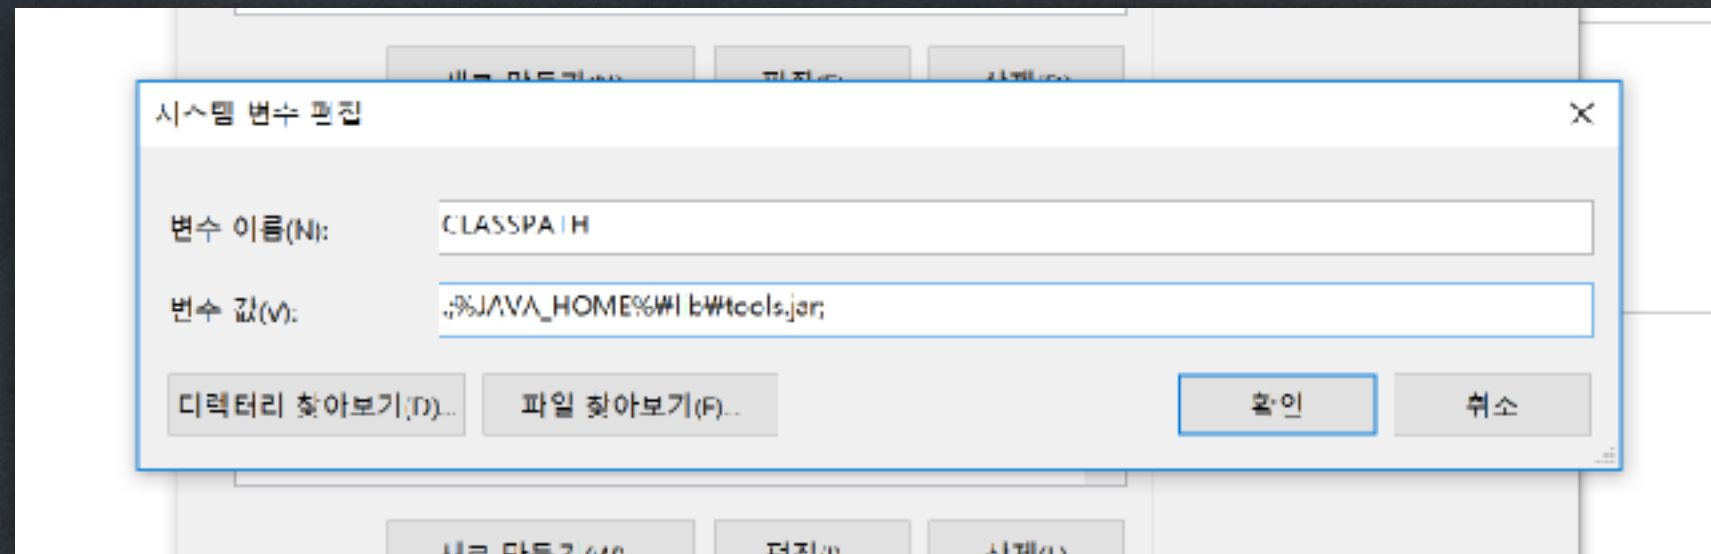 시스템 변수 편집
변수 이름(N):
CLASSPATH
변수 값(V):
.;%JAVA_HOME%₩lib₩tools.jar;
디렉터리 찾아보기(D)...
파일 찾아보기(F)...
확인
취소